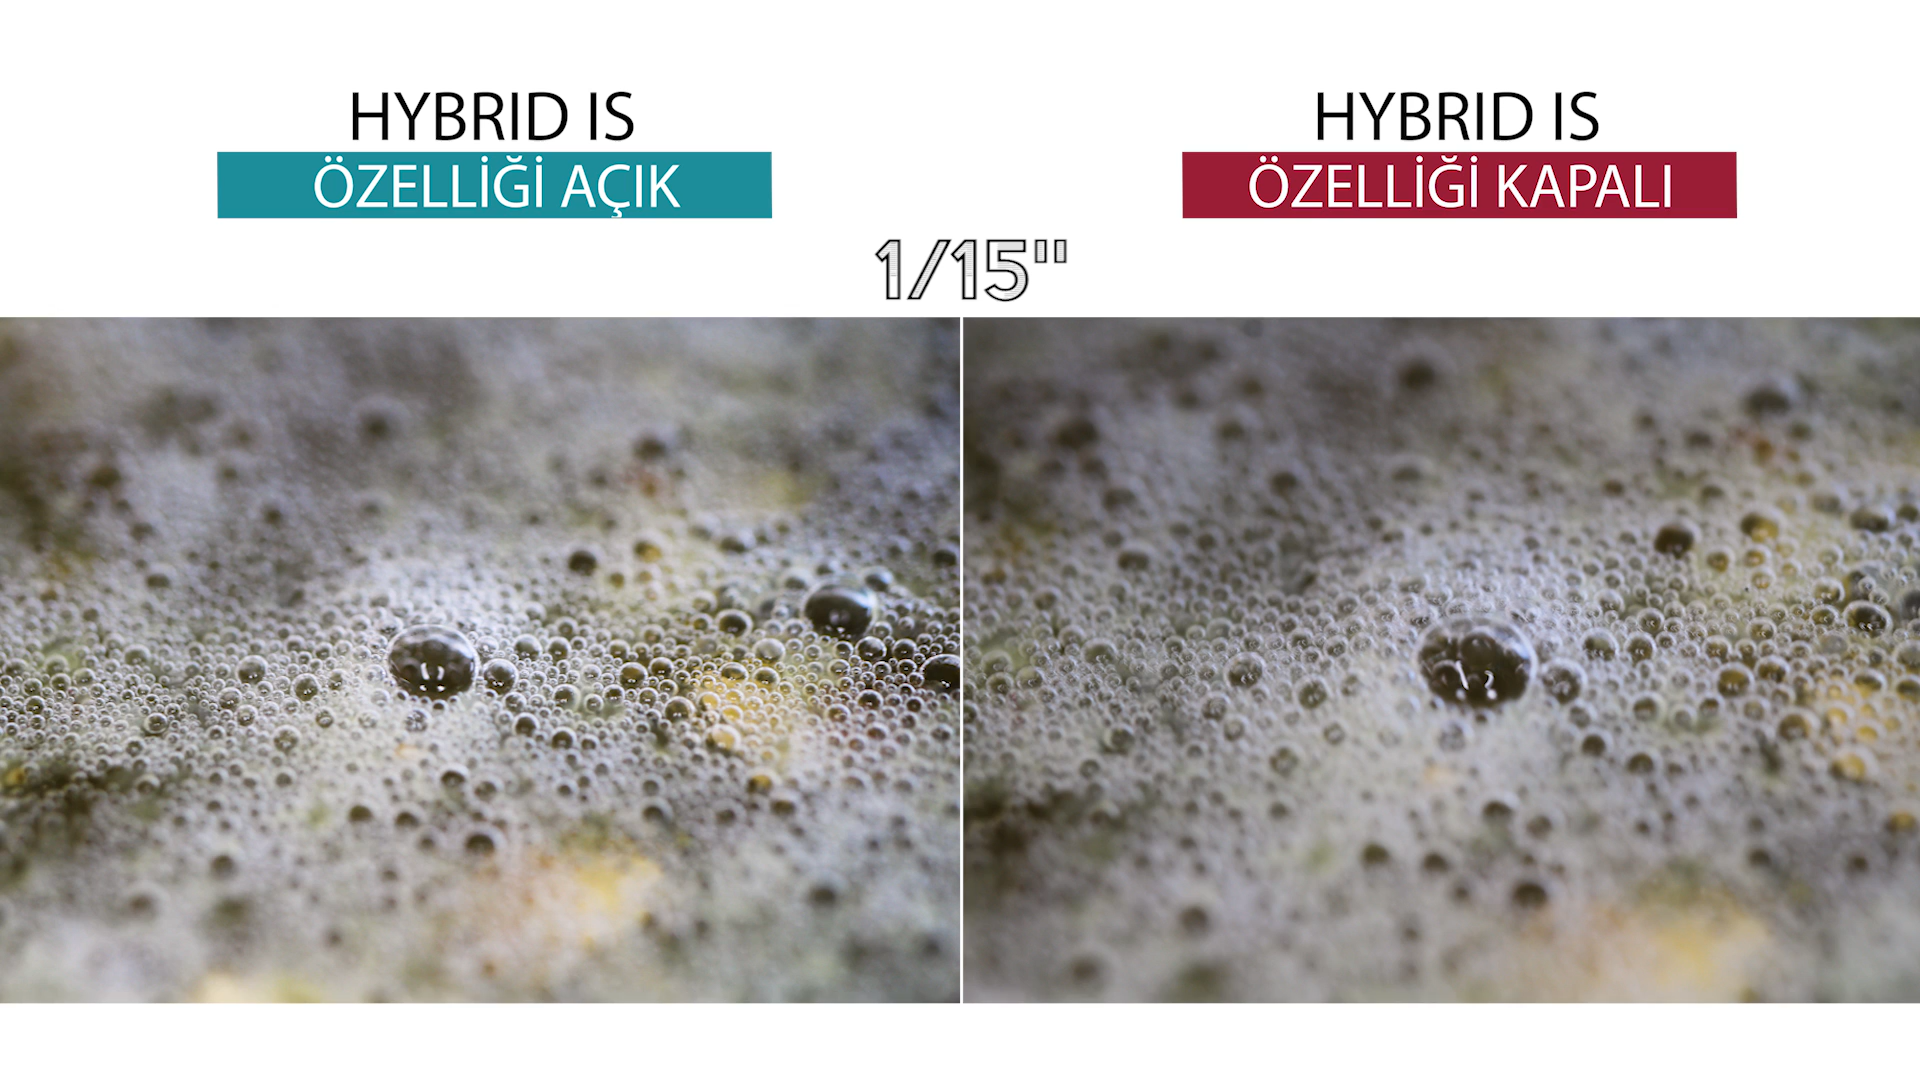 HYBRID IS
ÖZELLİĞİ AÇIK
HYBRID IS
ÖZELLİĞİ KAPALI
1/15"